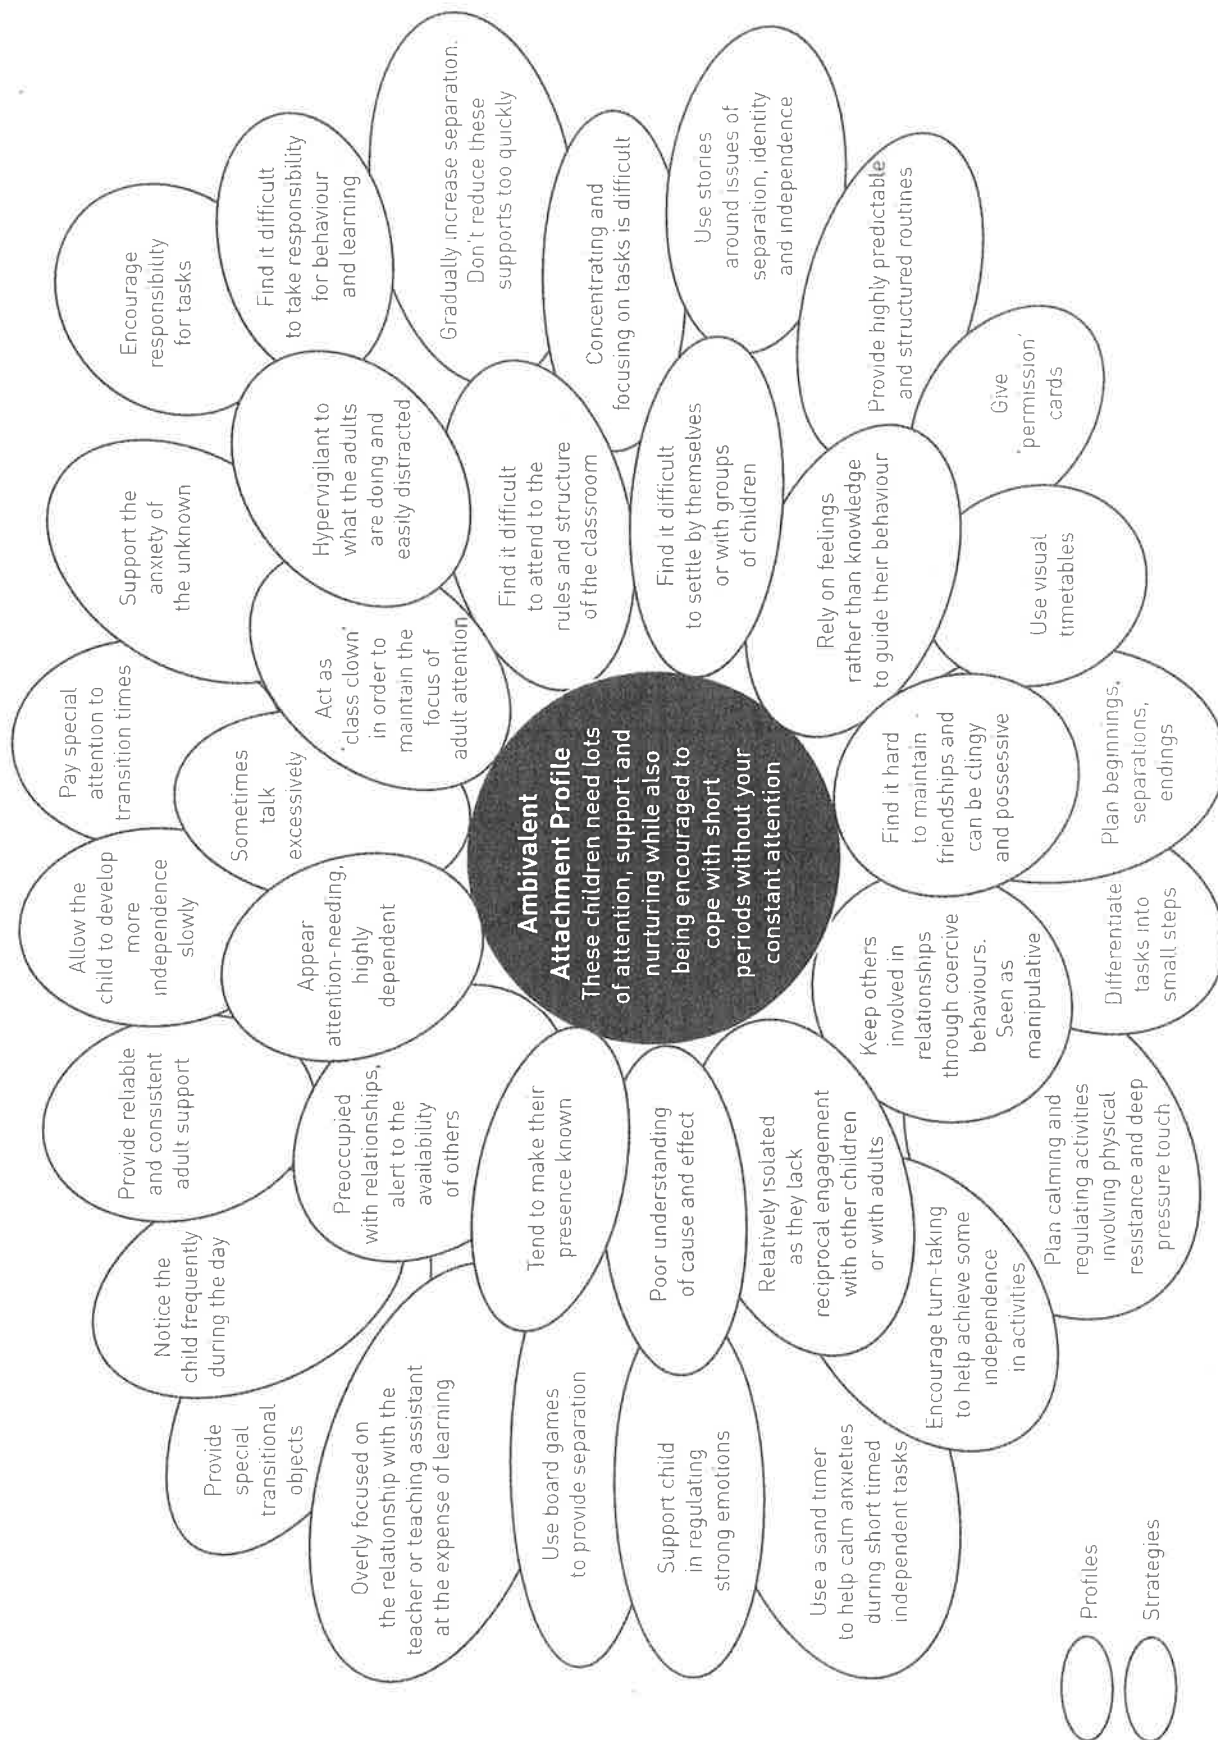 Ambivalent
Attachment Profile
These children need lots
of attention, support and
nurturing while also
being encouraged to
cope with short
periods without your
constant attention
Provide
special
transitional
objects
Notice the
child frequently
during the day
Provide reliable
and consistent
adult support
Allow the
child to develop
more
independence
slowly
Pay special
attention to
transition times
Support the
anxiety of
the unknown
Encourage
responsibility
for tasks
Overly focused on
the relationship with the
teacher or teaching assistant
at the expense of learning
Preoccupied
with relationships,
alert to the
availability
of others
Appear
attention-needing,
highly
dependent
Sometimes
talk
excessively
Act as
'class clown'
in order to
maintain the
focus of
adult attention
Hypervigilant to
what the adults
are doing and
easily distracted
Find it difficult
to take responsibility
for behaviour
and learning
Gradually increase separation.
Don't reduce these
supports too quickly
Use board games
to provide separation
Tend to make their
presence known
Find it difficult
to attend to the
rules and structure
of the classroom
Concentrating and
focusing on tasks is difficult
Support child
in regulating
strong emotions
Poor understanding
of cause and effect
Find it difficult
to settle by themselves
or with groups
of children
Use stories
around issues of
separation, identity
and independence
Use a sand timer
to help calm anxieties
during short timed
independent tasks
Relatively isolated
as they lack
reciprocal engagement
with other children
or with adults
Keep others
involved in
relationships
through coercive
behaviours.
Seen as
manipulative
Find it hard
to maintain
friendships and
can be clingy
and possessive
Rely on feelings
rather than knowledge
to guide their behaviour
Provide highly predictable
and structured routines
Encourage turn-taking
to help achieve some
independence
in activities
Plan calming and
regulating activities
involving physical
resistance and deep
pressure touch
Differentiate
tasks into
small steps
Plan beginnings,
separations,
endings
Use visual
timetables
Give
'permission'
cards
Profiles
Strategies